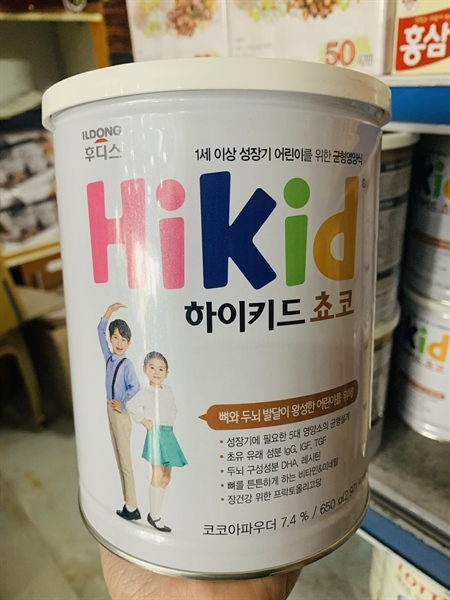 50
홍삼
ILDONG
후디스
1세 이상 성장기 어린이를 위한 균형영양식
Hikid
하이키드 쵸코
뼈와 두뇌 발달이 왕성한 어린이를 위해!
• 성장기에 필요한 5대 영양소의 균형설계
• 초유 유래 성분 IgG, IGF, TGF
• 두뇌 구성성분 DHA, 레시틴
• 뼈를 튼튼하게 하는 비타민&미네랄
• 장건강 위한 프락토올리고당
코코아파우더 7.4 % / 650 g
kid
쵸코